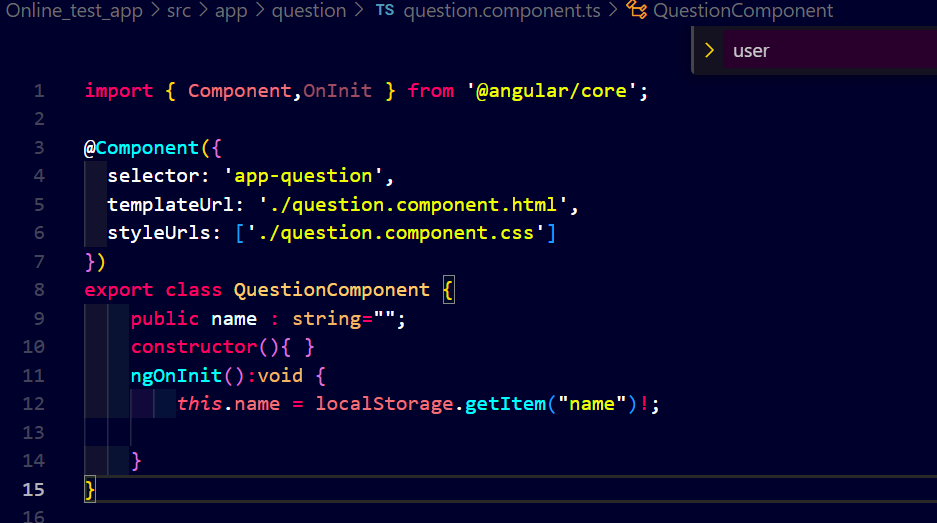 Online_test_app > src > app > question > TS question.component.ts > QuestionComponent
> user
1 import { Component,OnInit } from '@angular/core';
2
3 @Component({
4 selector: 'app-question',
5 templateUrl: './question.component.html',
6 styleUrls: ['./question.component.css']
7 })
8 export class QuestionComponent {
9 public name : string="";
10 constructor(){ }
11 ngOnInit():void {
12 this.name = localStorage.getItem("name")!;
13
14 }
15 }
16